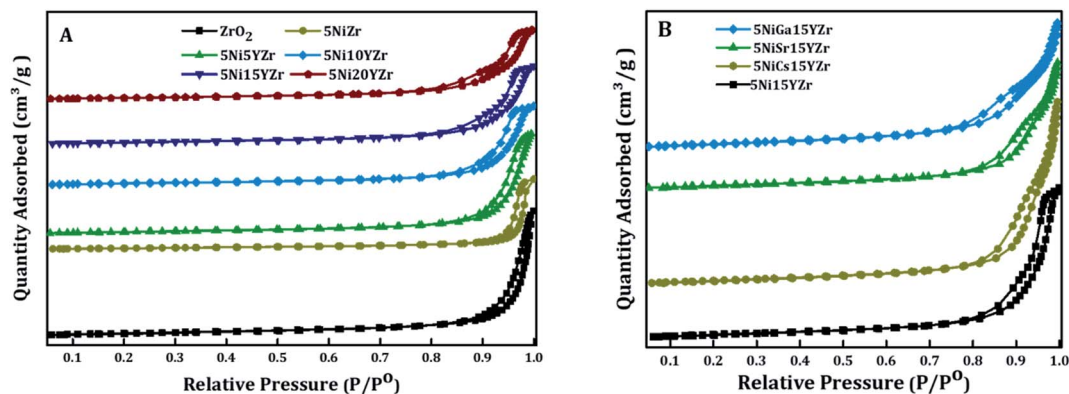 A
ZrO2
5NiZr
5Ni5YZr
5Ni10YZr
5Ni15YZr
5Ni20YZr
Quantity Adsorbed (cm³/g)
0.1 0.2 0.3 0.4 0.5 0.6 0.7 0.8 0.9 1.0
Relative Pressure (P/P⁰)
B
5NiGa15YZr
5NiSr15YZr
5NiCs15YZr
5Ni15YZr
Quantity Adsorbed (cm³/g)
0.1 0.2 0.3 0.4 0.5 0.6 0.7 0.8 0.9 1.0
Relative Pressure (P/P⁰)